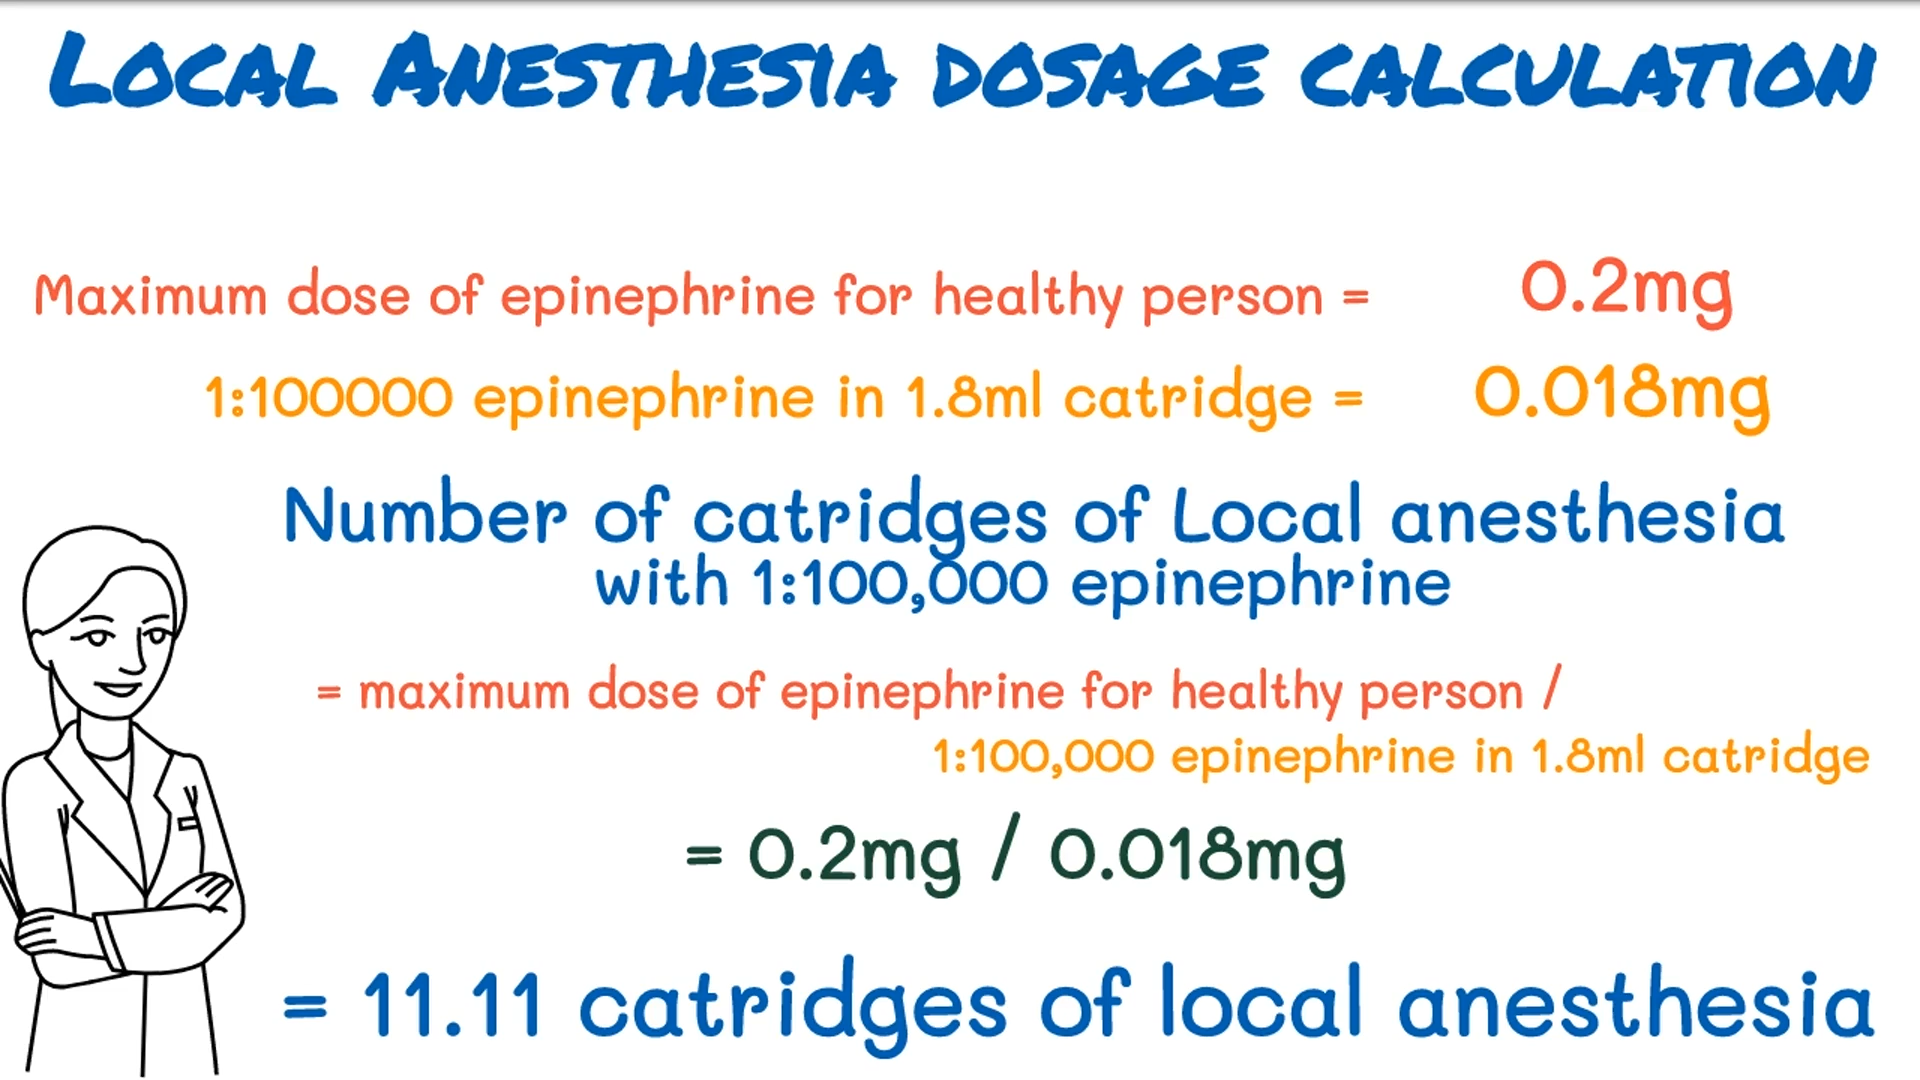 Local Anesthesia dosage calculation
Maximum dose of epinephrine for healthy person = 0.2mg
1:100000 epinephrine in 1.8ml catridge = 0.018mg
Number of catridges of Local anesthesia
with 1:100,000 epinephrine
= maximum dose of epinephrine for healthy person /
1:100,000 epinephrine in 1.8ml catridge
= 0.2mg / 0.018mg
= 11.11 catridges of local anesthesia